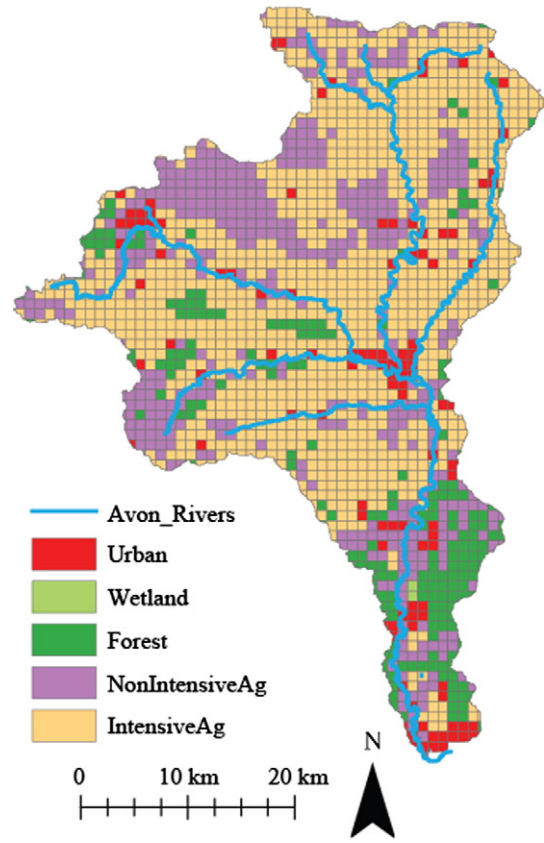 Avon_Rivers
Urban
Wetland
Forest
NonIntensiveAg
IntensiveAg
N
0 10 km 20 km